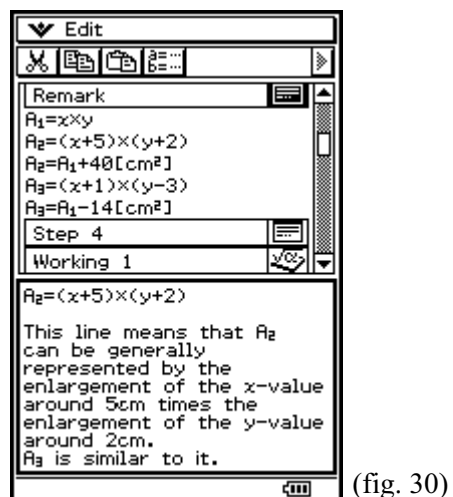 Edit
Remark
A₁=x×y
A₂=(x+5)×(y+2)
A₂=A₁+40[cm²]
A₃=(x+1)×(y-3)
A₃=A₁-14[cm²]
Step 4
Working 1
A₂=(x+5)×(y+2)
This line means that A₂
can be generally
represented by the
enlargement of the x-value
around 5cm times the
enlargement of the y-value
around 2cm.
A₃ is similar to it.
(fig. 30)